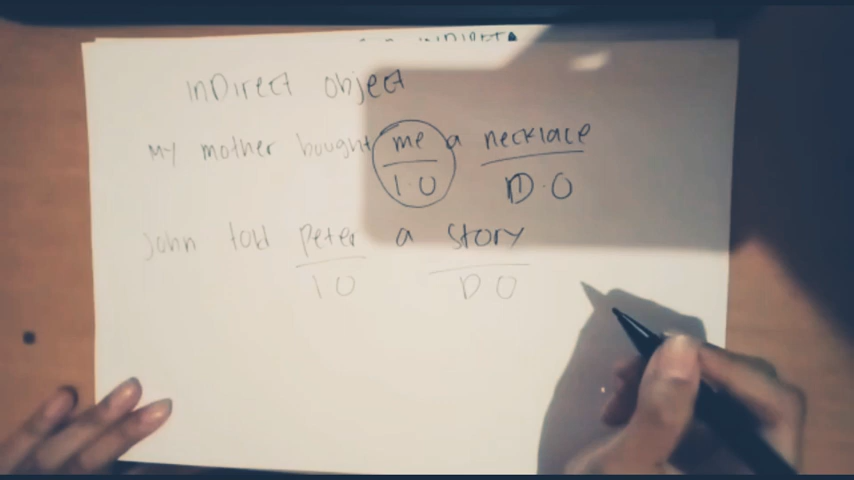 inDirect object
My mother bought me a necklace
I.O D.O
john told peter a story
I O D O